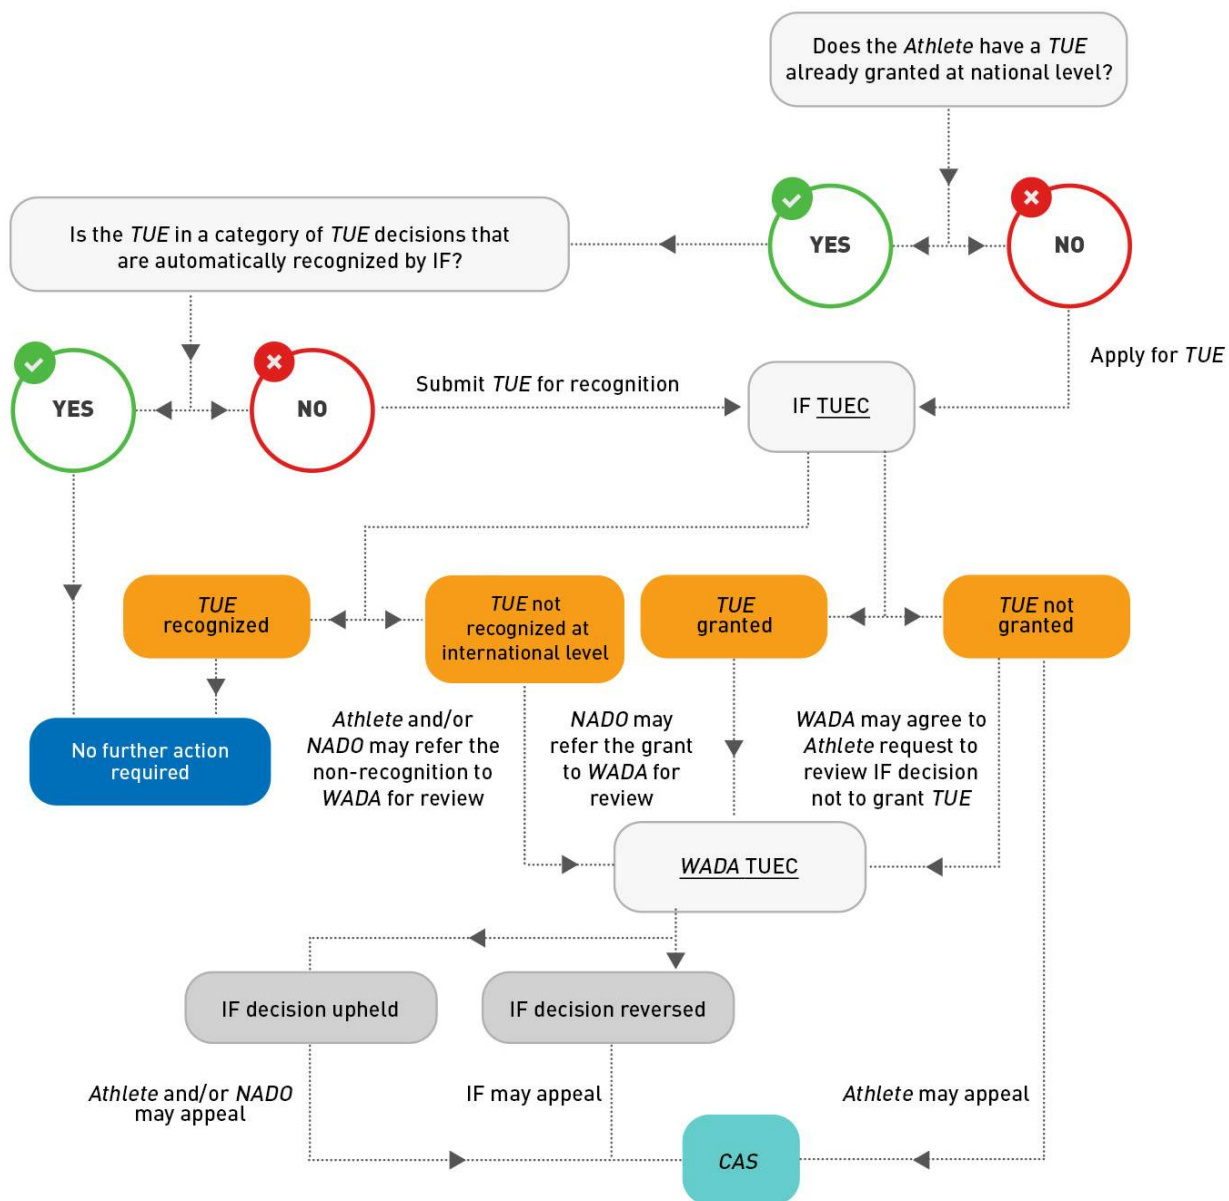 Does the Athlete have a TUE
already granted at national level?
YES
NO
Is the TUE in a category of TUE decisions that
are automatically recognized by IF?
YES
NO
Submit TUE for recognition
IF TUEC
Apply for TUE
TUE
recognized
TUE not
recognized at
international level
TUE
granted
TUE not
granted
No further action
required
Athlete and/or
NADO may refer the
non-recognition to
WADA for review
NADO may
refer the grant
to WADA for
review
WADA may agree to
Athlete request to
review IF decision
not to grant TUE
WADA TUEC
IF decision upheld
IF decision reversed
Athlete and/or NADO
may appeal
IF may appeal
Athlete may appeal
CAS